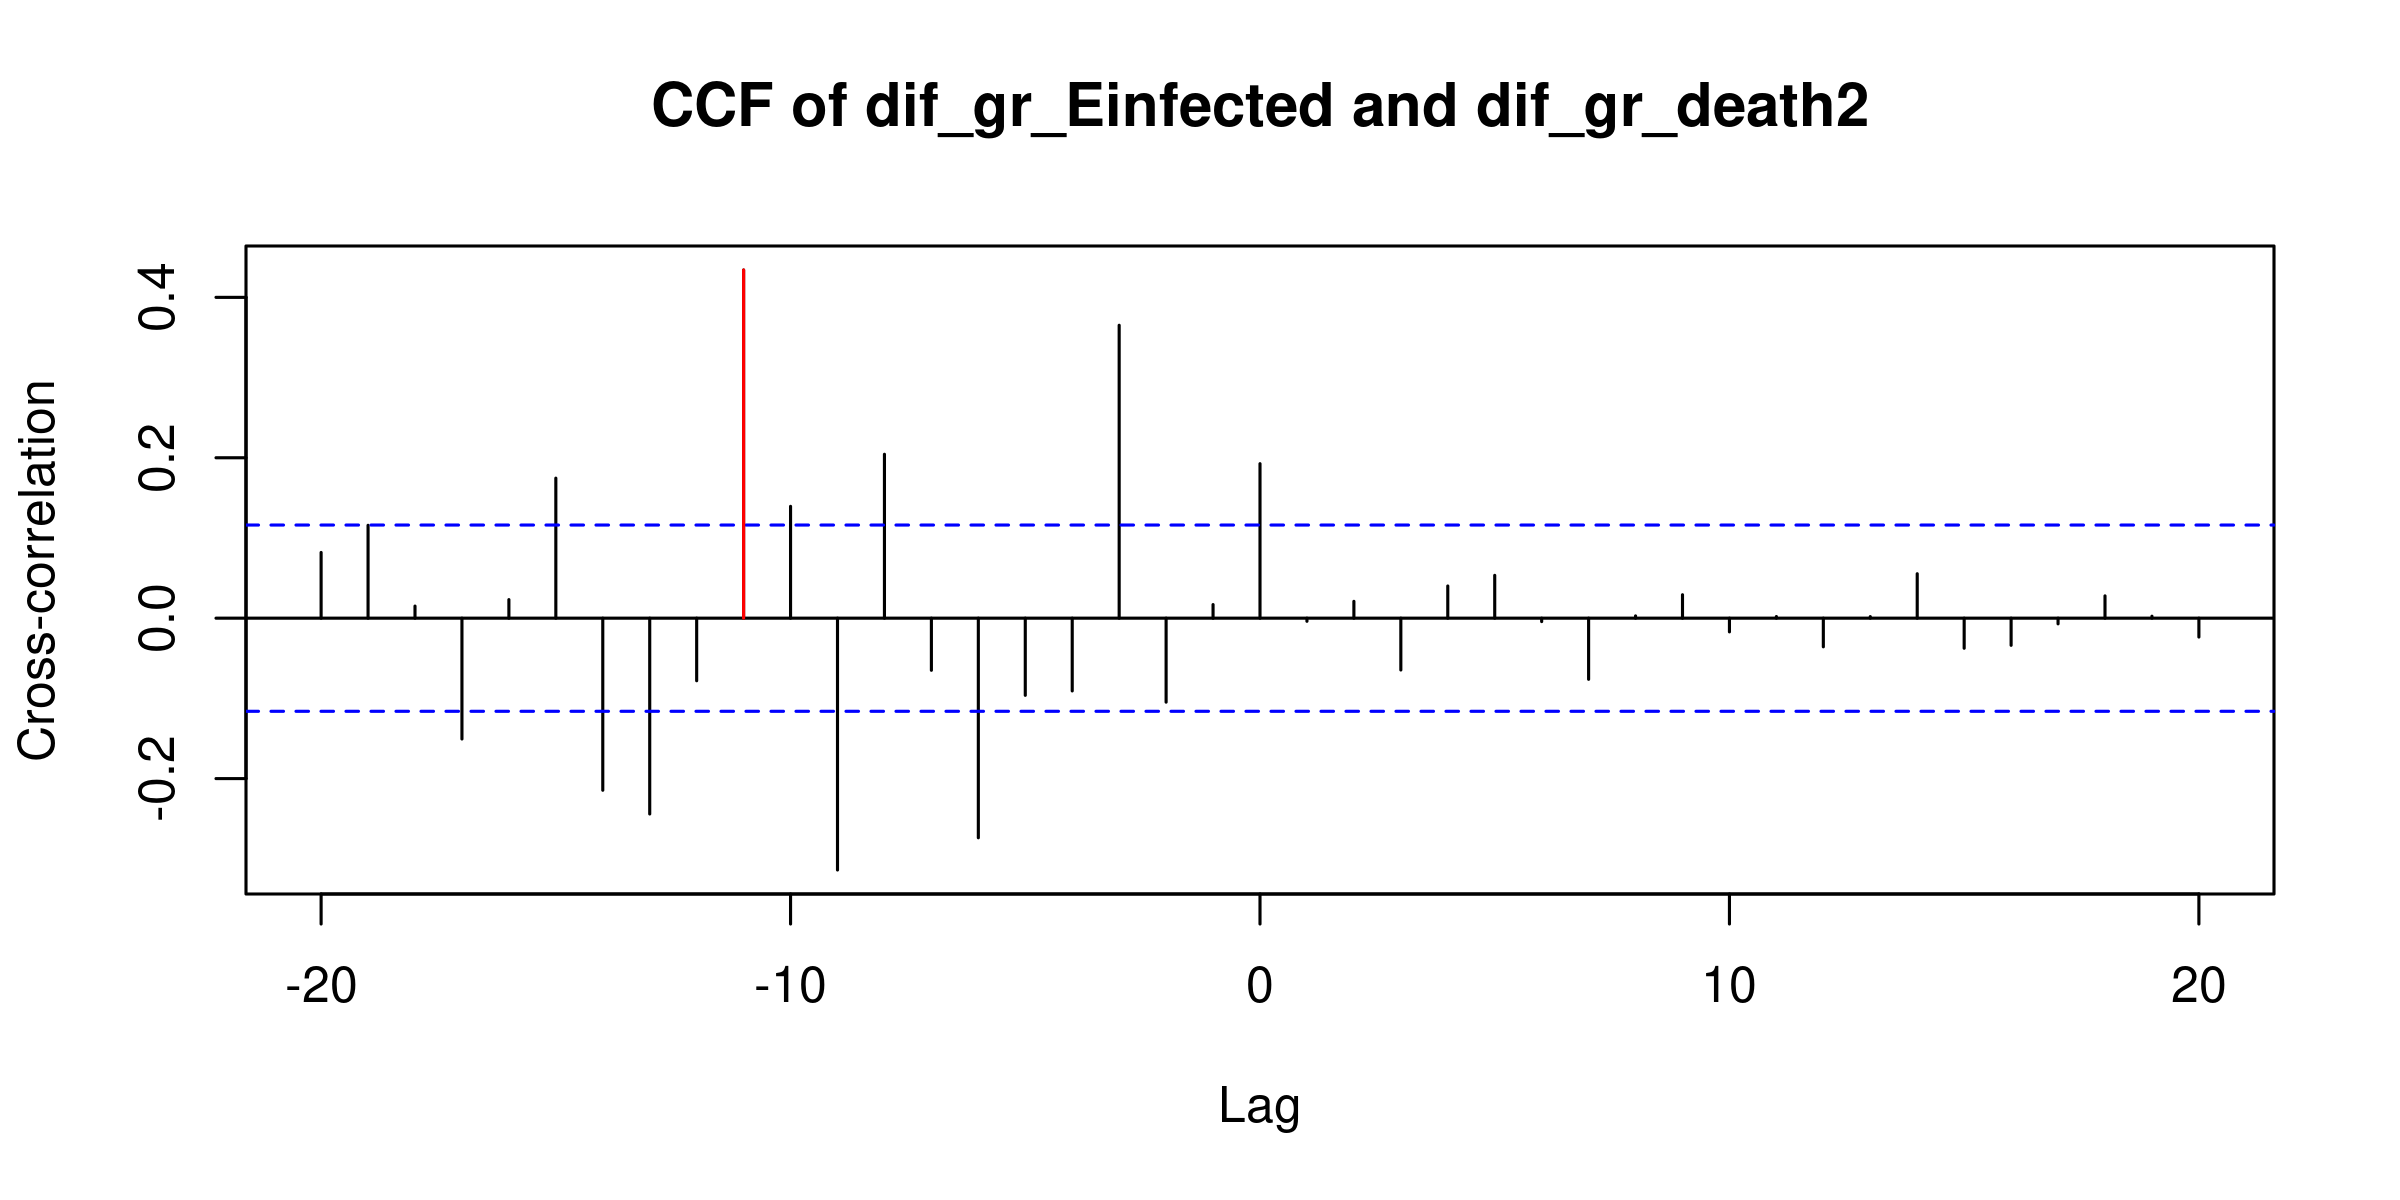 CCF of dif_gr_Einfected and dif_gr_death2
Cross-correlation
0.4
0.2
0.0
-0.2
-20 -10 0 10 20
Lag